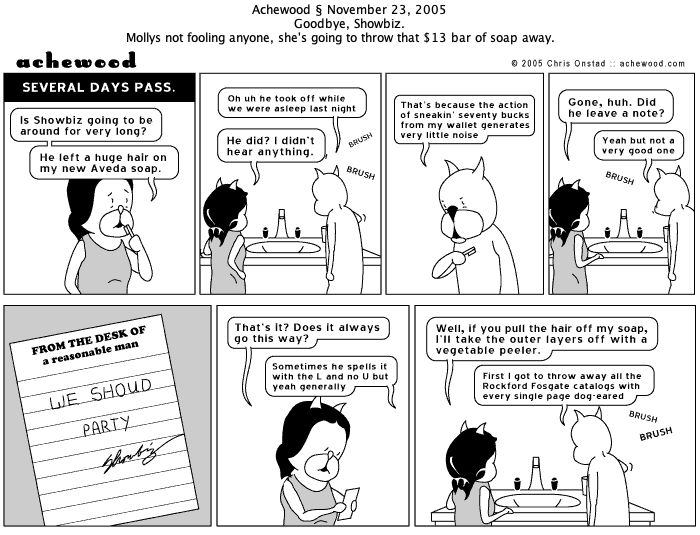 Achewood § November 23, 2005
Goodbye, Showbiz.
Mollys not fooling anyone, she's going to throw that $13 bar of soap away.
achewood
© 2005 Chris Onstad :: achewood.com
SEVERAL DAYS PASS.
Is Showbiz going to be
around for very long?
He left a huge hair on
my new Aveda soap.
Oh uh he took off while
we were asleep last night
He did? I didn't
hear anything.
BRUSH
BRUSH
That's because the action
of sneakin' seventy bucks
from my wallet generates
very little noise
Gone, huh. Did
he leave a note?
Yeah but not a
very good one
BRUSH
FROM THE DESK OF
a reasonable man
WE SHOUD
PARTY
Showbiz
That's it? Does it always
go this way?
Sometimes he spells it
with the L and no U but
yeah generally
Well, if you pull the hair off my soap,
I'll take the outer layers off with a
vegetable peeler.
First I got to throw away all the
Rockford Fosgate catalogs with
every single page dog-eared
BRUSH
BRUSH